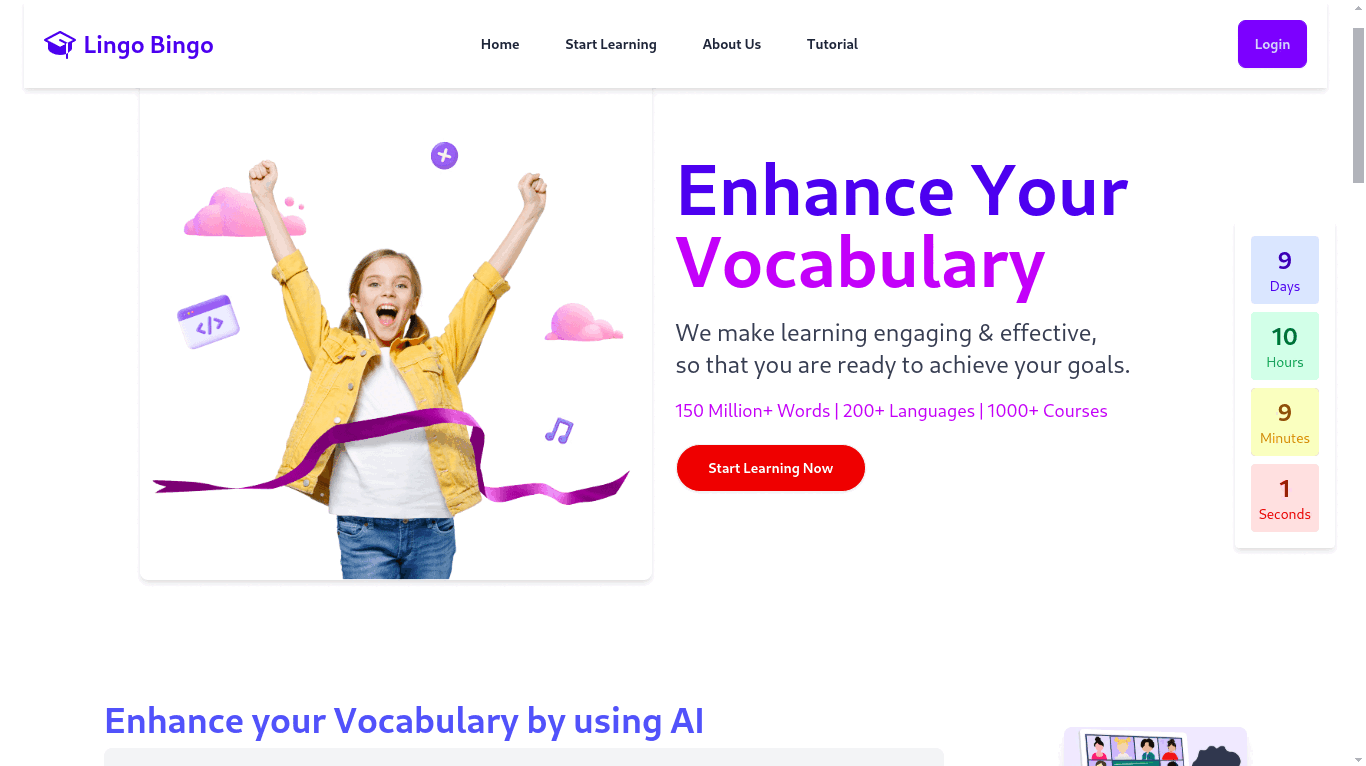 Lingo Bingo
Home
Start Learning
About Us
Tutorial
Login
Enhance Your
Vocabulary
We make learning engaging & effective,
so that you are ready to achieve your goals.
150 Million+ Words | 200+ Languages | 1000+ Courses
Start Learning Now
9
Days
10
Hours
9
Minutes
1
Seconds
</>
Enhance your Vocabulary by using AI